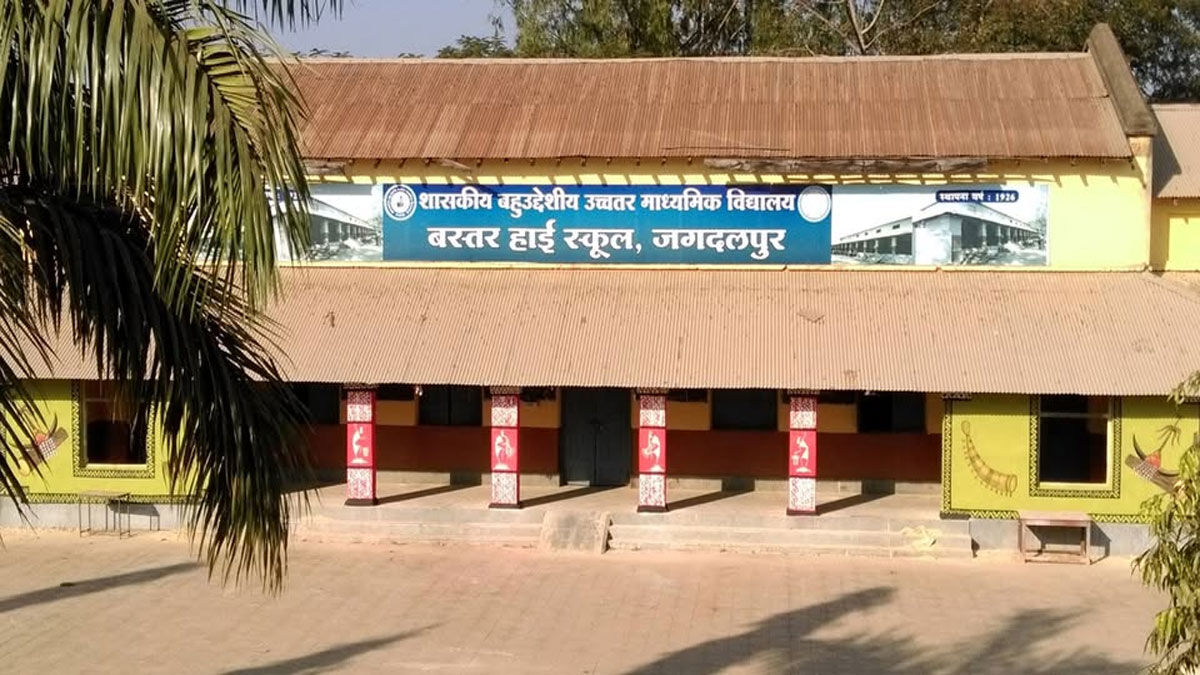 शासकीय बहुउद्देशीय उच्चतर माध्यमिक विद्यालय
बस्तर हाई स्कूल, जगदलपुर
स्थापना वर्ष : 1926